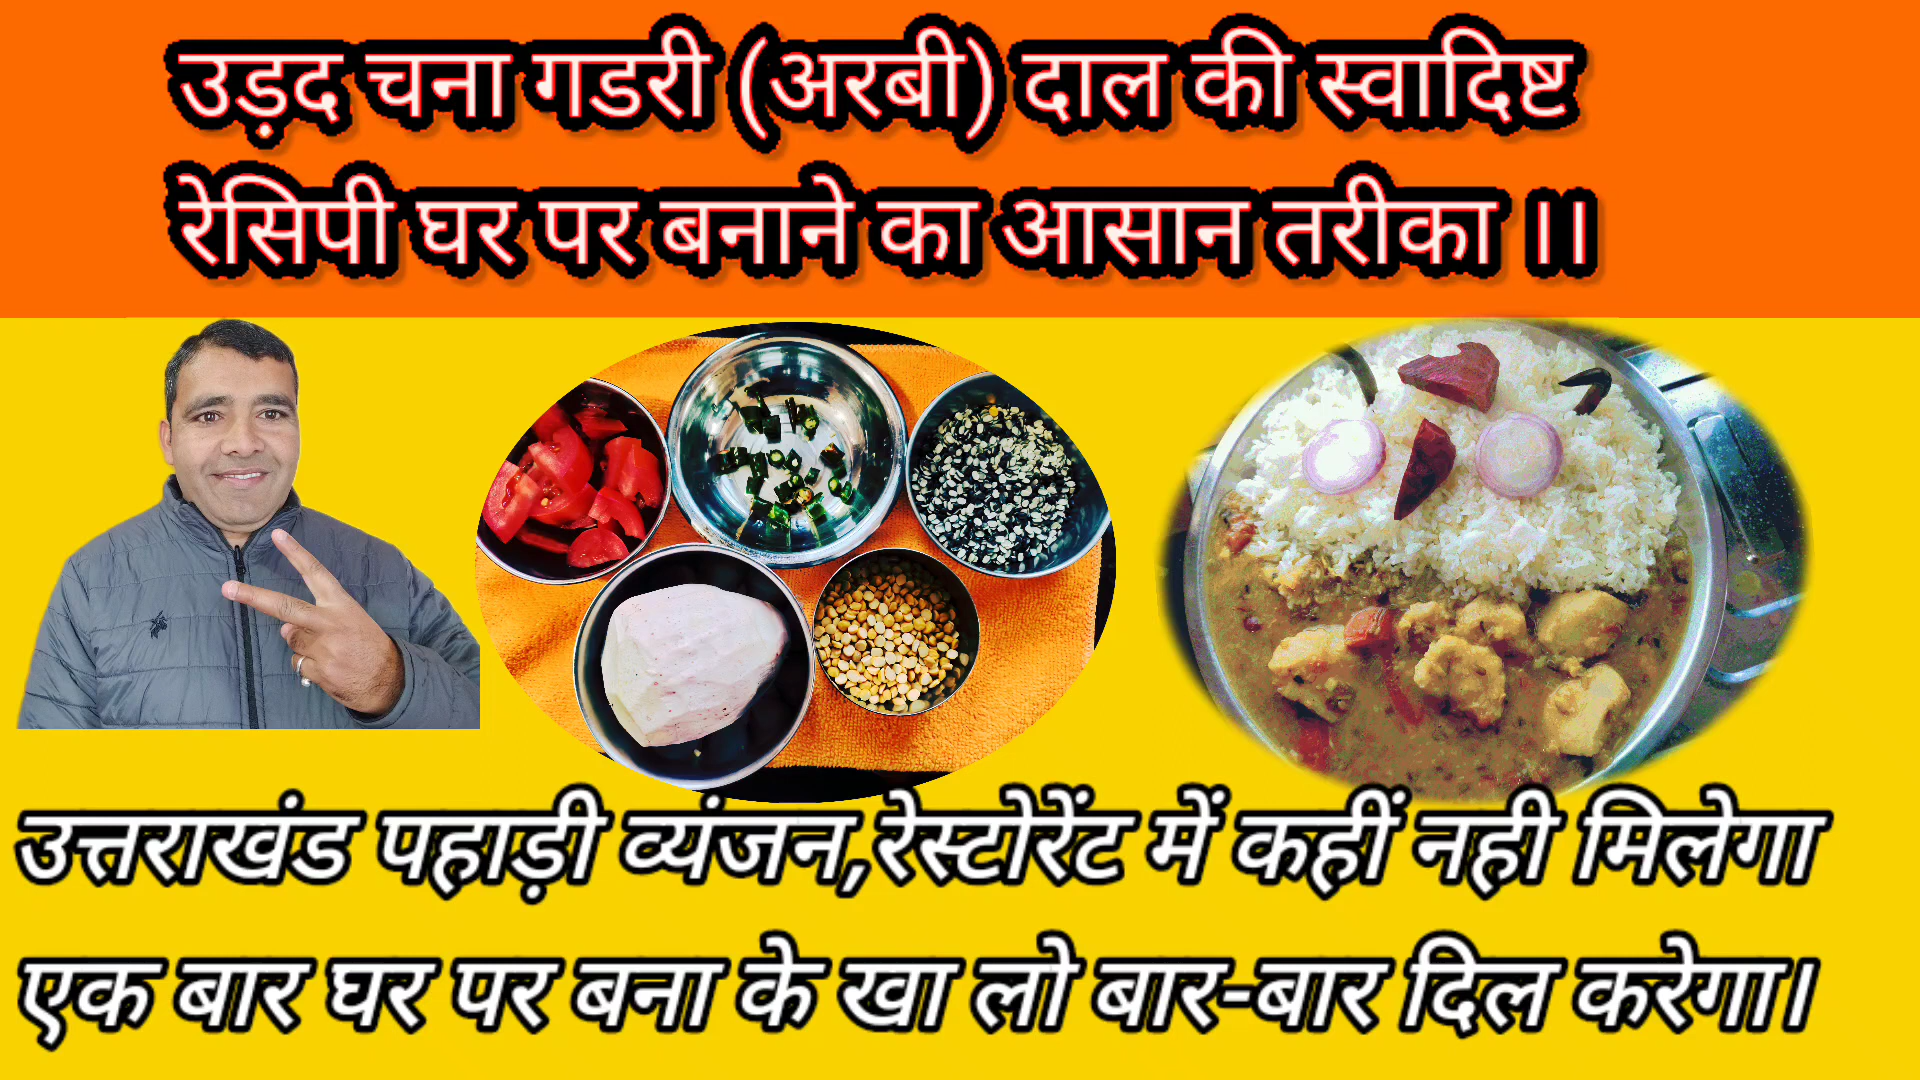 उड़द चना गडरी (अरबी) दाल की स्वादिष्ट
रेसिपी घर पर बनाने का आसान तरीका ।।
उत्तराखंड पहाड़ी व्यंजन,रेस्टोरेंट में कहीं नही मिलेगा
एक बार घर पर बना के खा लो बार-बार दिल करेगा।